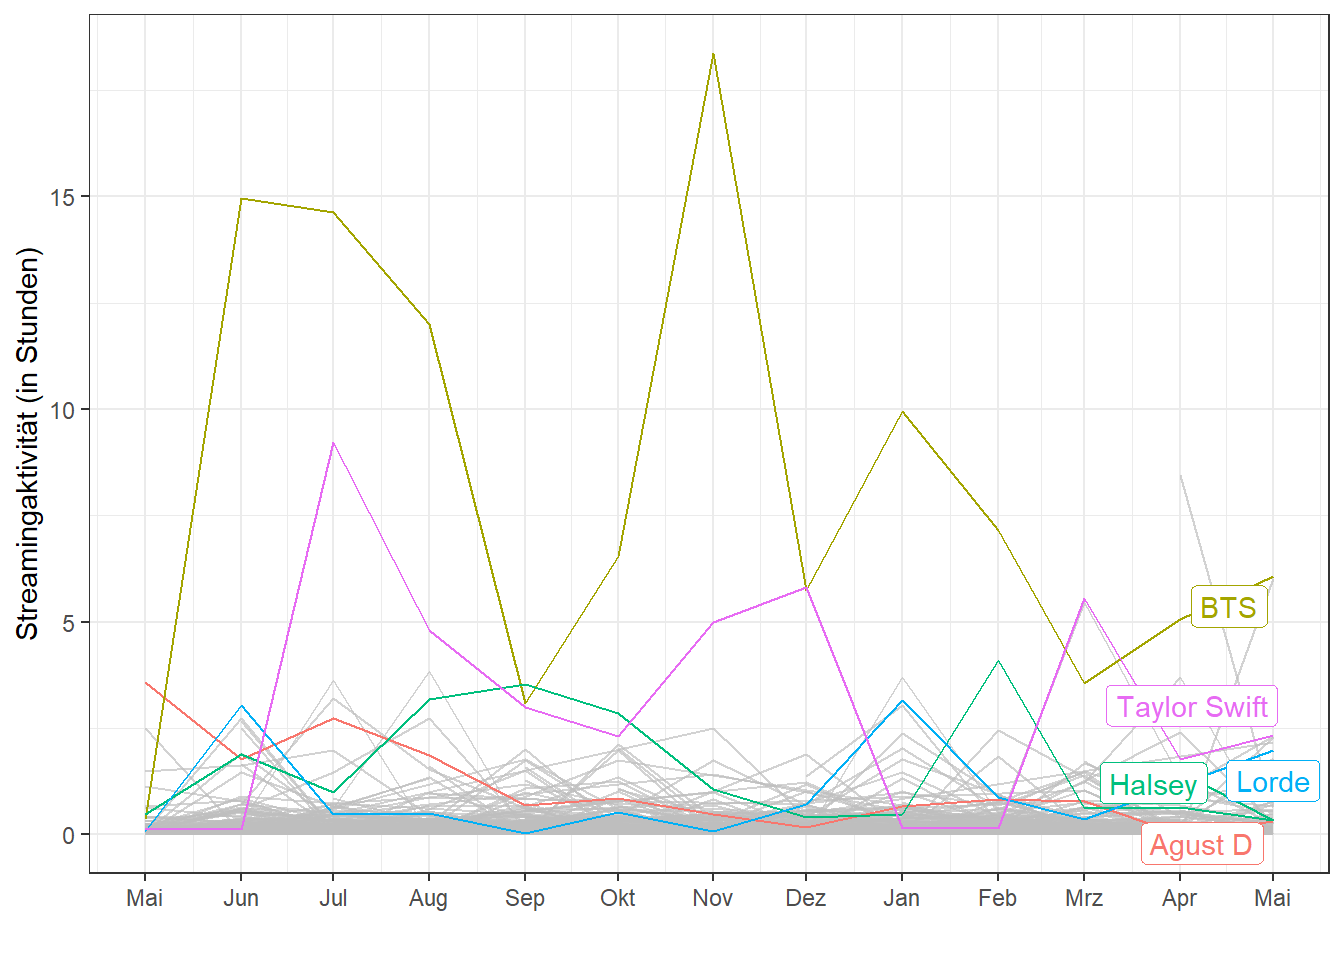 Streamingaktivität (in Stunden)
15
10
5
0
BTS
Taylor Swift
Halsey
Lorde
Agust D
Mai Jun Jul Aug Sep Okt Nov Dez Jan Feb Mrz Apr Mai